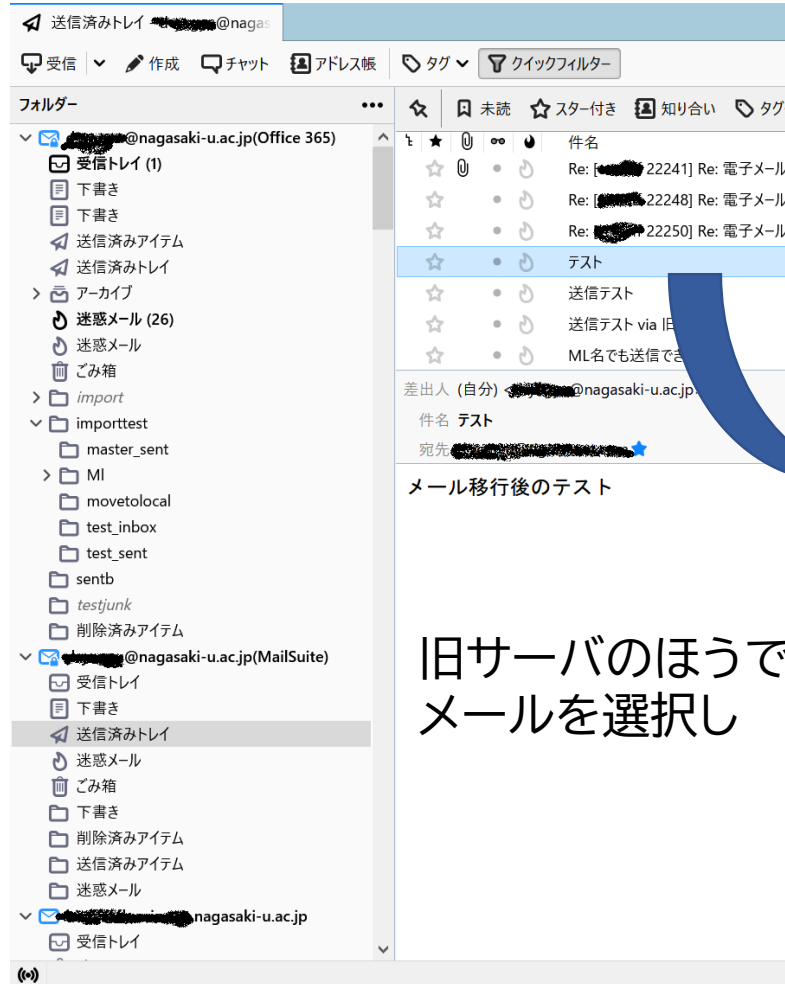 送信済みトレイ - @nagas
受信 作成 チャット アドレス帳 タグ クイックフィルター
フォルダー
未読 スター付き 知り合い タグ
件名
@nagasaki-u.ac.jp(Office 365)
受信トレイ (1)
下書き
下書き
送信済みアイテム
送信済みトレイ
アーカイブ
迷惑メール (26)
迷惑メール
ごみ箱
import
importtest
master_sent
Ml
movetolocal
test_inbox
test_sent
sentb
testjunk
削除済みアイテム
@nagasaki-u.ac.jp(MailSuite)
受信トレイ
下書き
送信済みトレイ
迷惑メール
ごみ箱
下書き
削除済みアイテム
送信済みアイテム
迷惑メール
nagasaki-u.ac.jp
受信トレイ
Re: [ 22241] Re: 電子メール
Re: [ 22248] Re: 電子メール
Re: 22250] Re: 電子メール
テスト
送信テスト
送信テスト via 旧
ML名でも送信でき
差出人 (自分) < @nagasaki-u.ac.jp
件名 テスト
宛先
メール移行後のテスト
旧サーバのほうで
メールを選択し